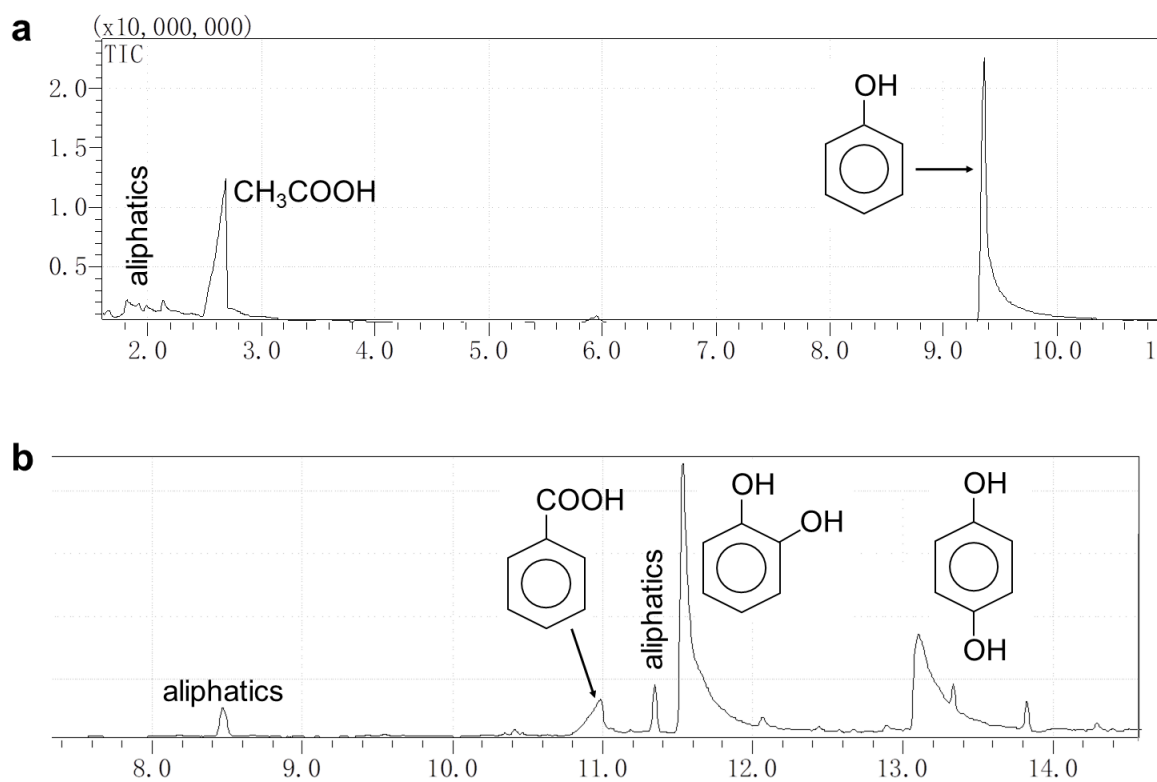 a
(x10,000,000)
TIC
2.0
1.5
1.0
0.5
aliphatics
CH₃COOH
OH
2.0 3.0 4.0 5.0 6.0 7.0 8.0 9.0 10.0 1
b
aliphatics
COOH
aliphatics
OH
OH
OH
OH
8.0 9.0 10.0 11.0 12.0 13.0 14.0